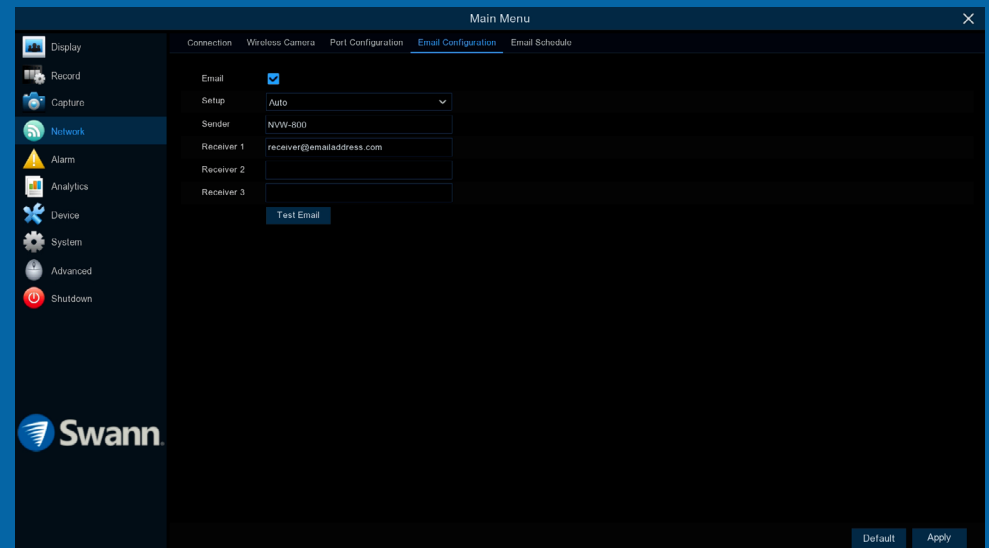 Main Menu
Display
Record
Capture
Network
Alarm
Analytics
Device
System
Advanced
Shutdown
Swann
Connection Wireless Camera Port Configuration Email Configuration Email Schedule
Email
Setup Auto
Sender NVW-800
Receiver 1 receiver@emailaddress.com
Receiver 2
Receiver 3
Test Email
Default Apply